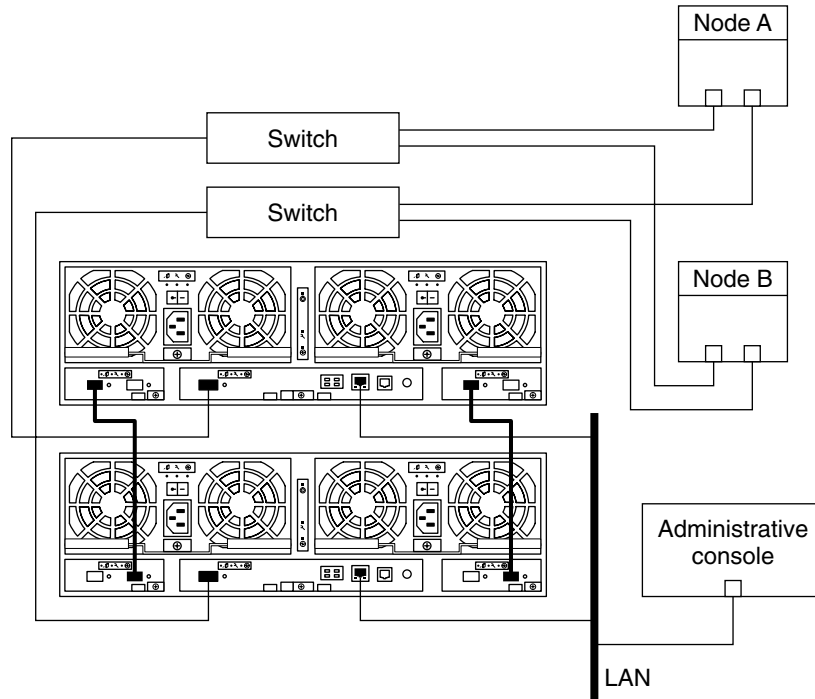 Node A
Switch
Switch
Node B
Administrative
console
LAN